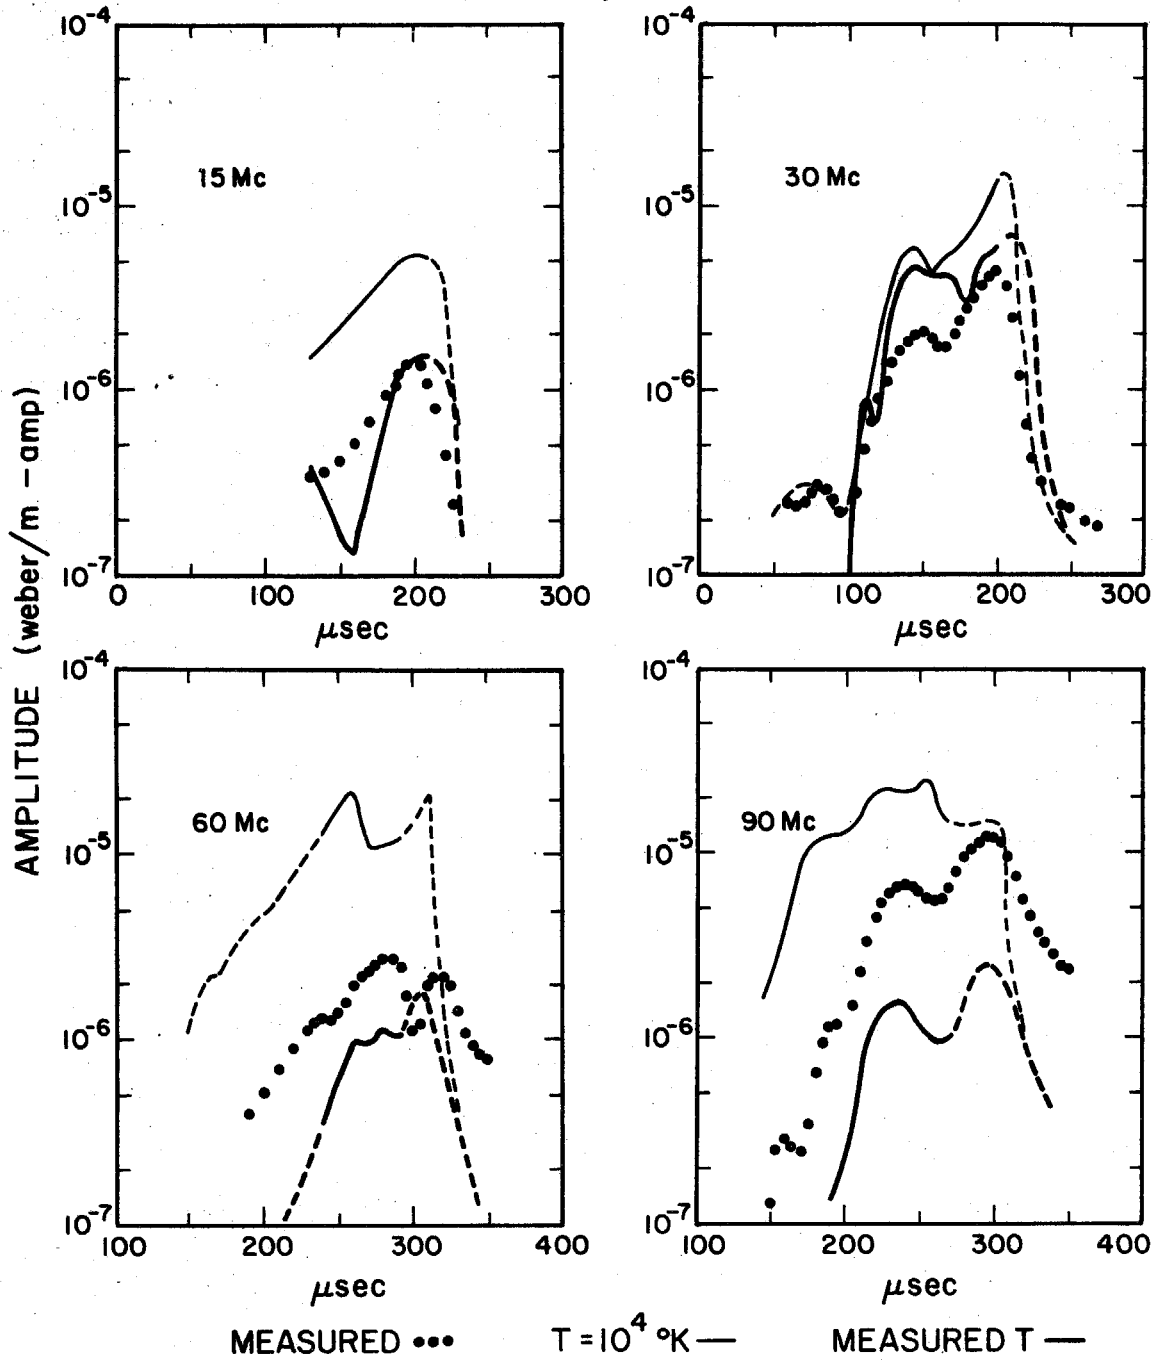 AMPLITUDE (weber/m.-amp)
10⁻⁴
10⁻⁵
10⁻⁶
10⁻⁷
15 Mc
0 100 200 300
μsec
10⁻⁴
10⁻⁵
10⁻⁶
10⁻⁷
30 Mc
0 100 200 300
μsec
10⁻⁴
10⁻⁵
10⁻⁶
10⁻⁷
60 Mc
100 200 300 400
μsec
10⁻⁴
10⁻⁵
10⁻⁶
10⁻⁷
90 Mc
100 200 300 400
μsec
MEASURED T = 10⁴ °K MEASURED T